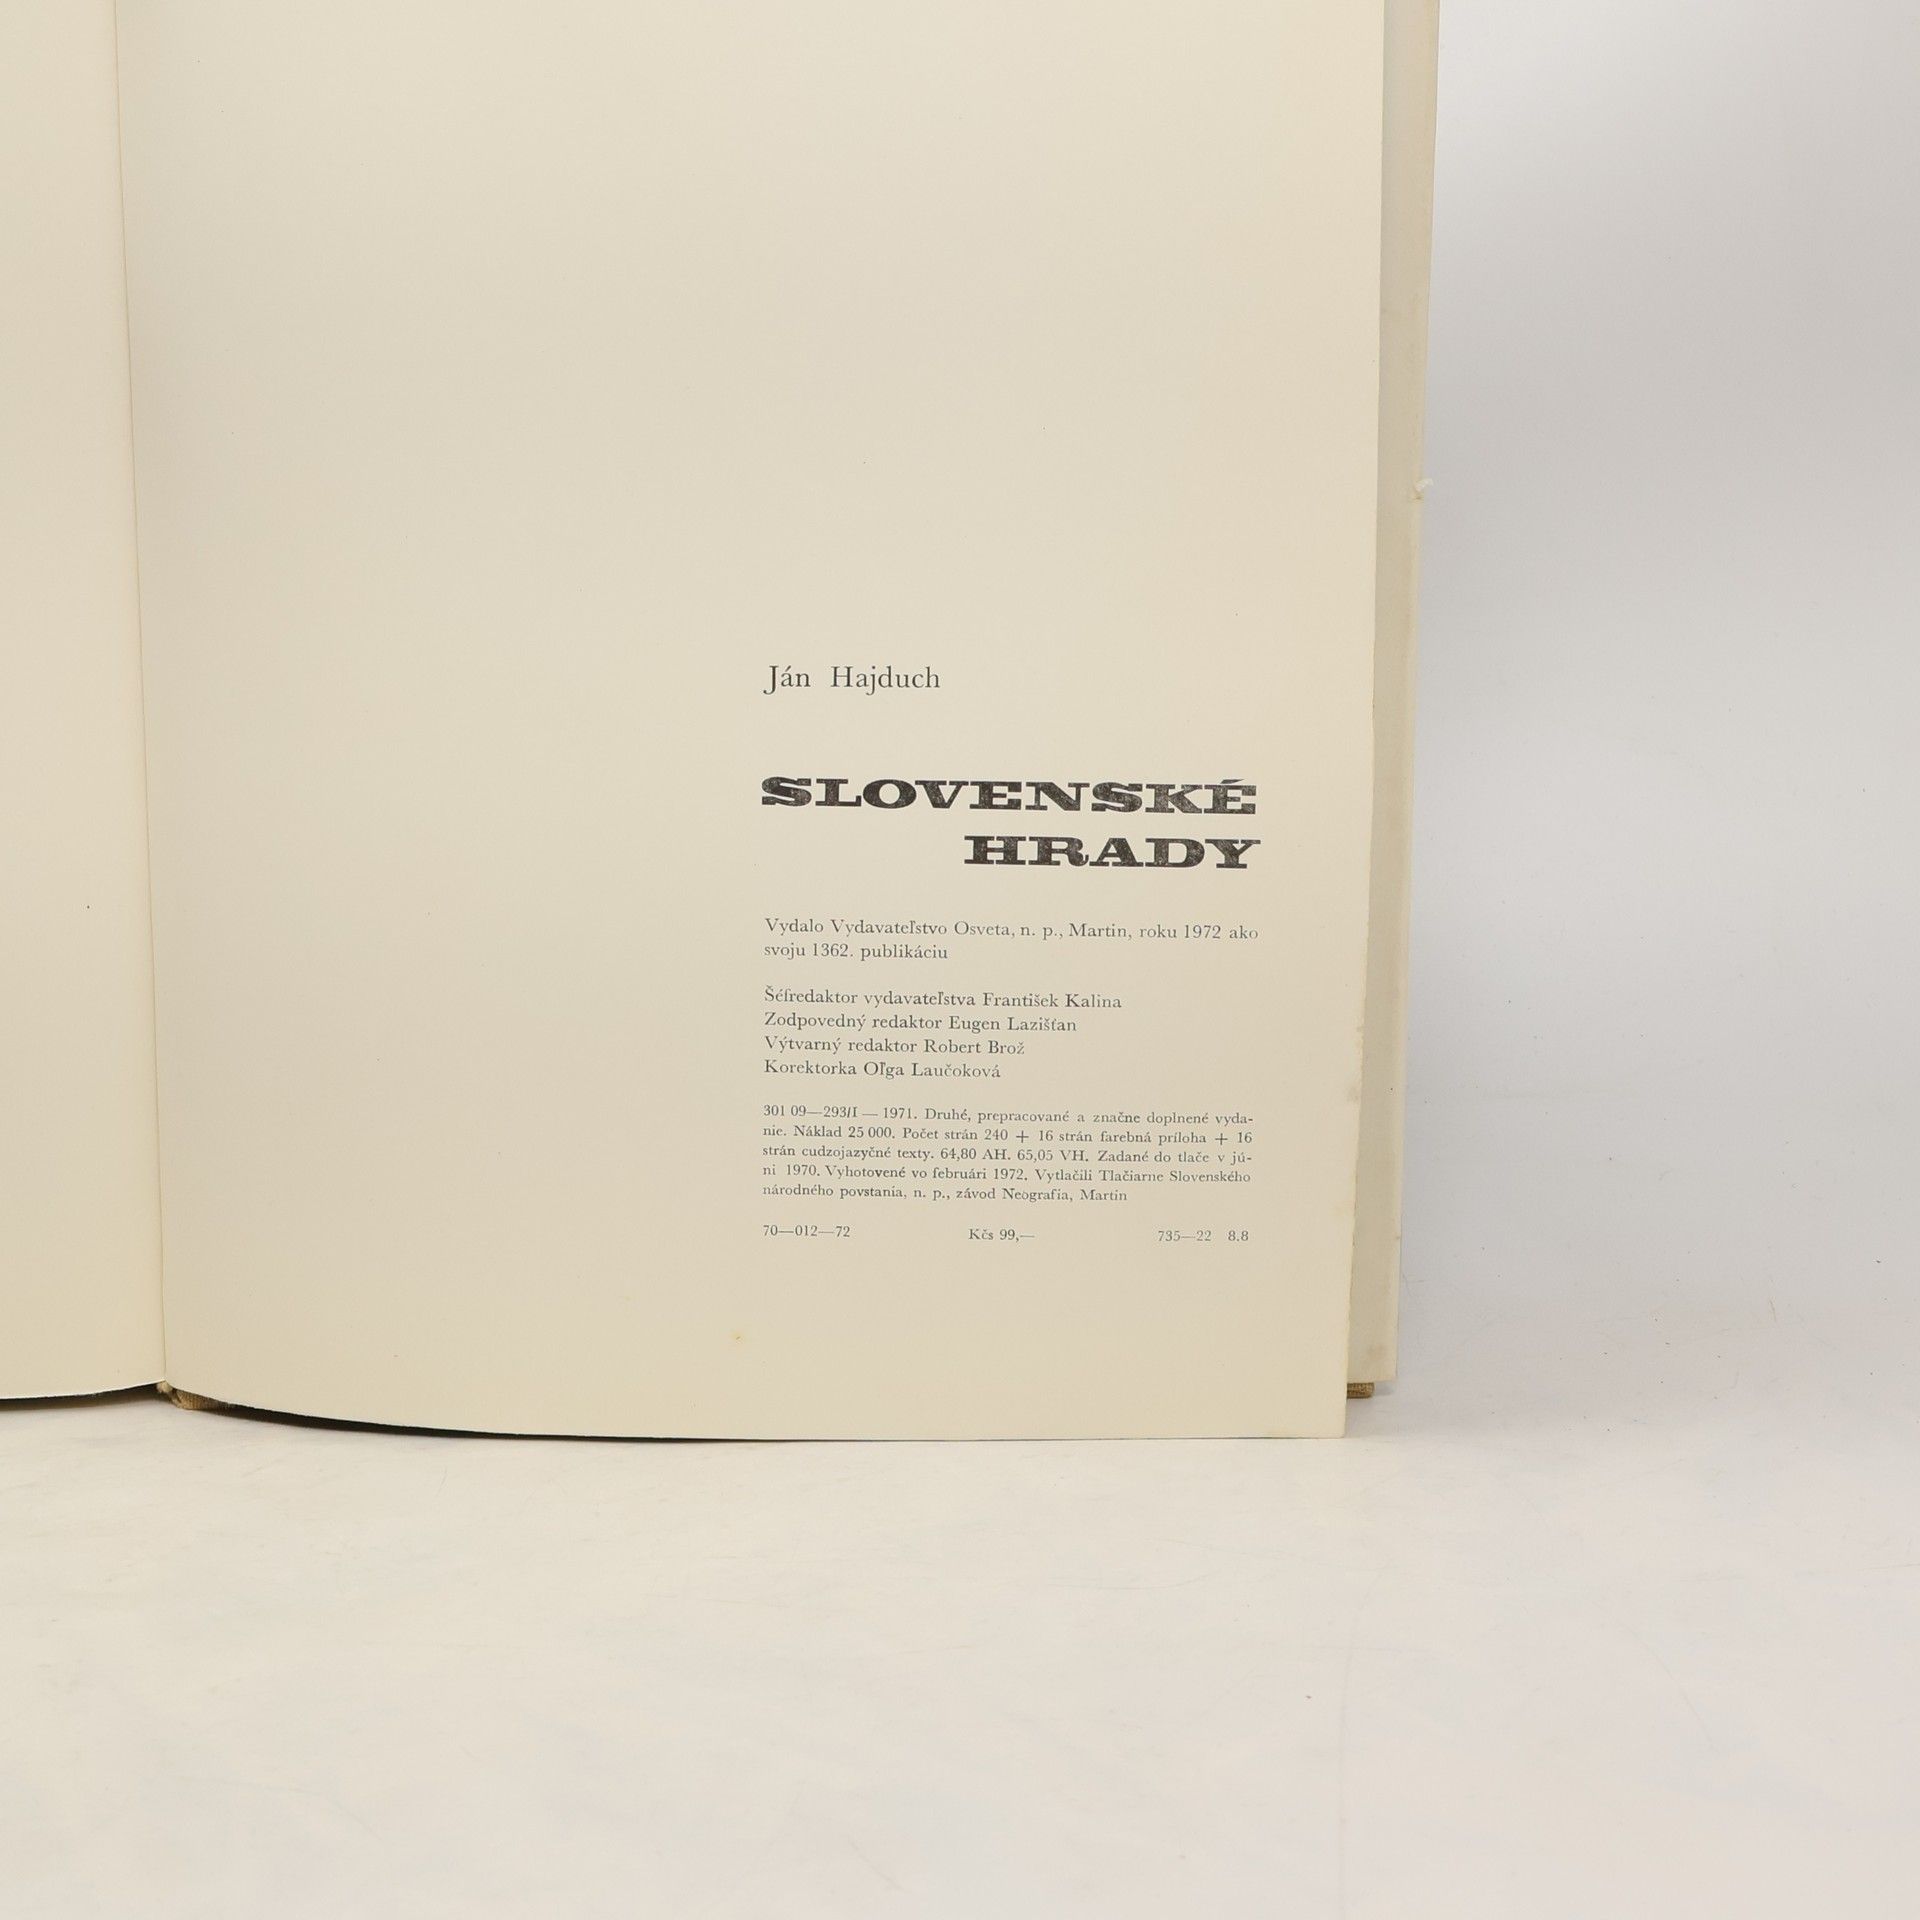 Ján Hajduch
SLOVENSKÉ
HRADY
Vydalo Vydavateľstvo Osveta, n. p., Martin, roku 1972 ako
svoju 1362. publikáciu
Šéfredaktor vydavateľstva František Kalina
Zodpovedný redaktor Eugen Lazišťan
Výtvarný redaktor Robert Brož
Korektorka Oľga Laučoková
301 09—293/I — 1971. Druhé, prepracované a značne doplnené vyda-
nie. Náklad 25 000. Počet strán 240 + 16 strán farebná príloha + 16
strán cudzojazyčné texty. 64,80 AH. 65,05 VH. Zadané do tlače v jú-
ni 1970. Vyhotovené vo februári 1972. Vytlačili Tlačiarne Slovenského
národného povstania, n. p., závod Neografia, Martin
70—012—72 Kčs 99,— 735—22 8.8